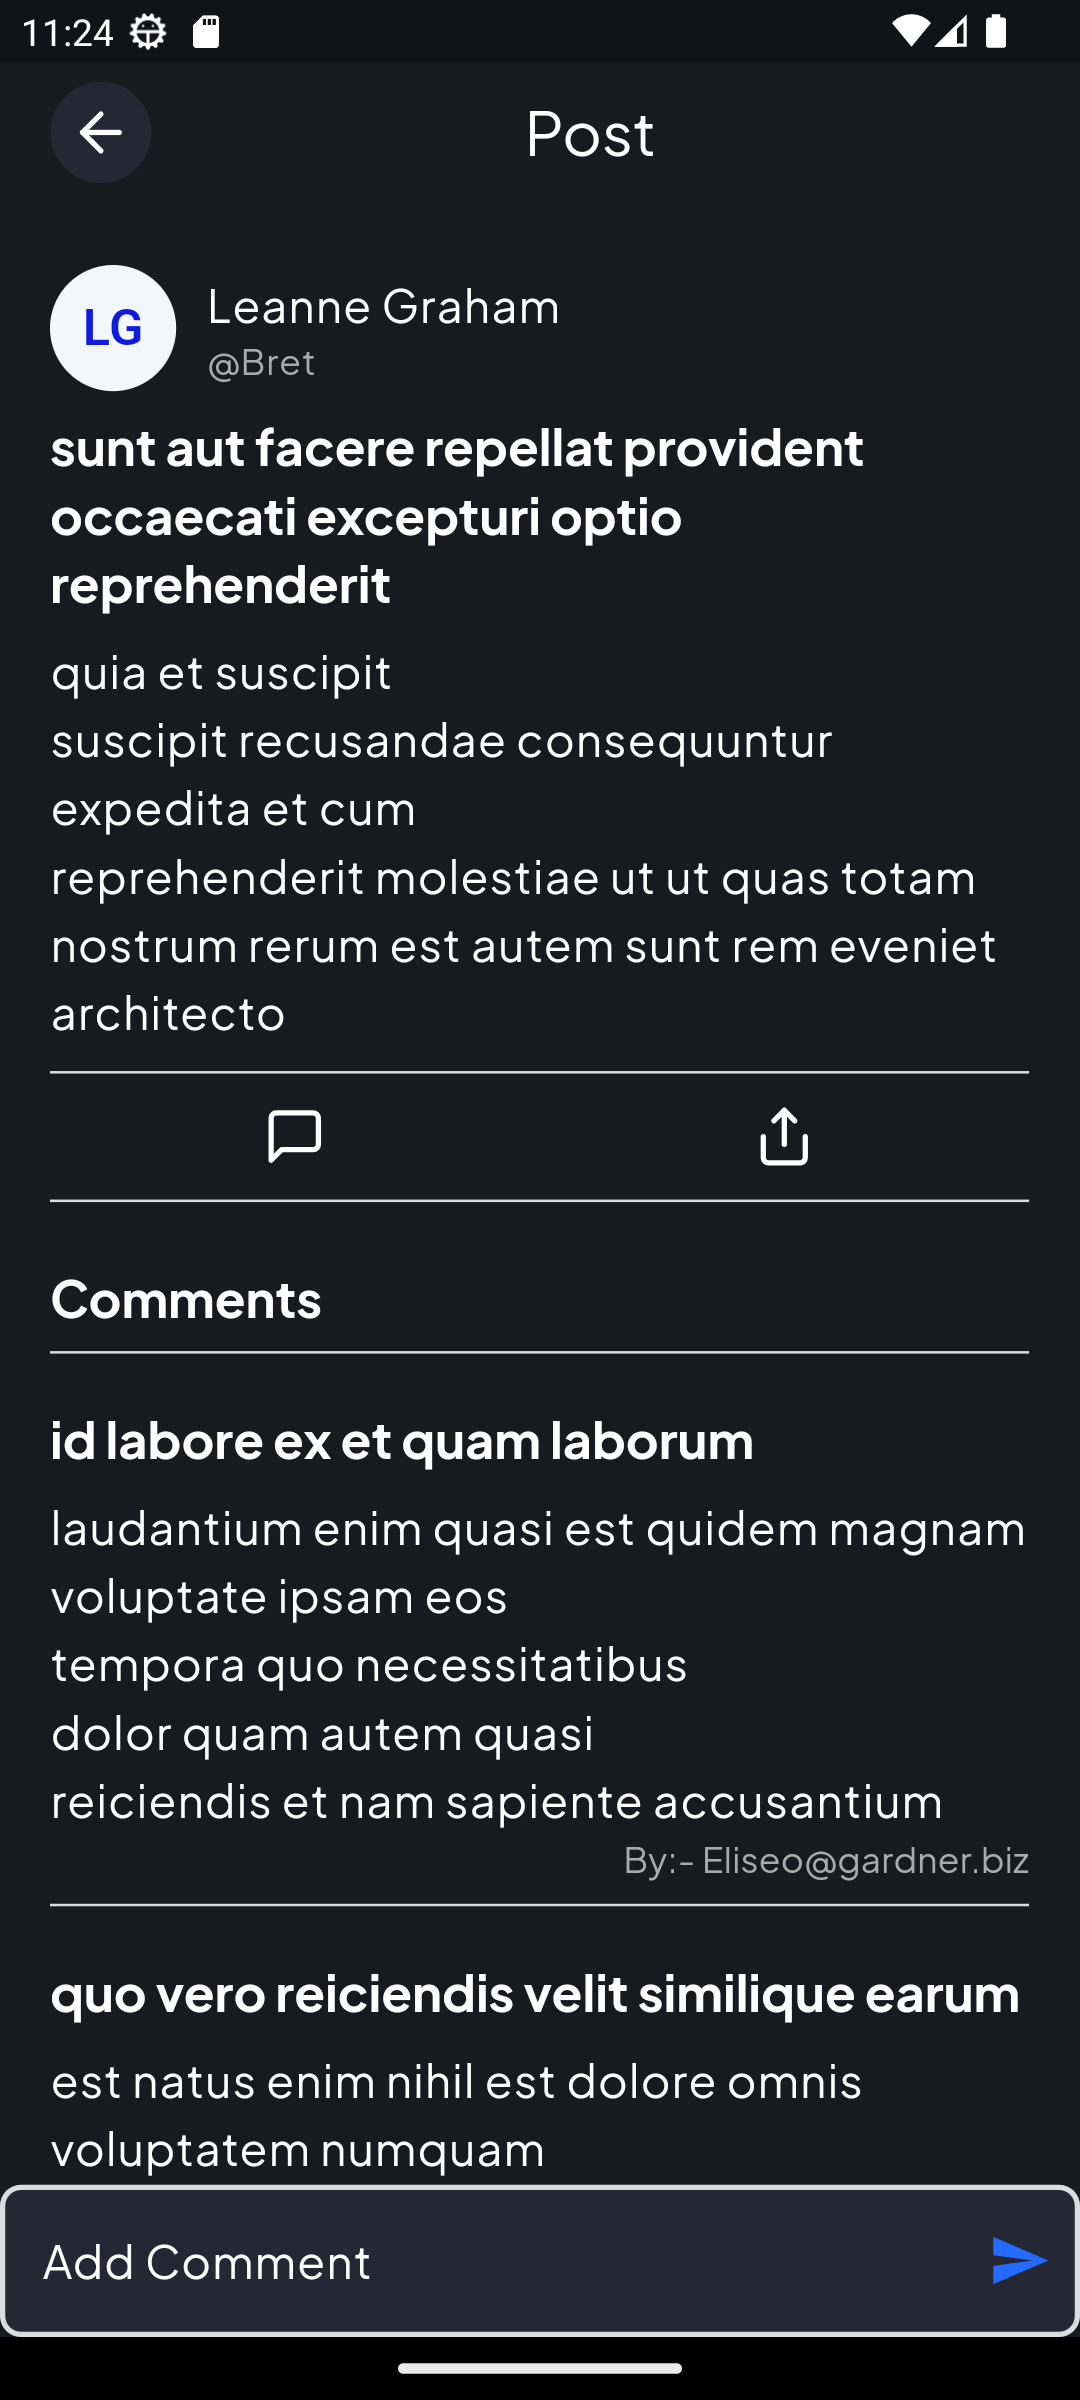 11:24
Post
LG
Leanne Graham
@Bret
sunt aut facere repellat provident
occaecati excepturi optio
reprehenderit
quia et suscipit
suscipit recusandae consequuntur
expedita et cum
reprehenderit molestiae ut ut quas totam
nostrum rerum est autem sunt rem eveniet
architecto
Comments
id labore ex et quam laborum
laudantium enim quasi est quidem magnam
voluptate ipsam eos
tempora quo necessitatibus
dolor quam autem quasi
reiciendis et nam sapiente accusantium
By:- Eliseo@gardner.biz
quo vero reiciendis velit similique earum
est natus enim nihil est dolore omnis
voluptatem numquam
Add Comment